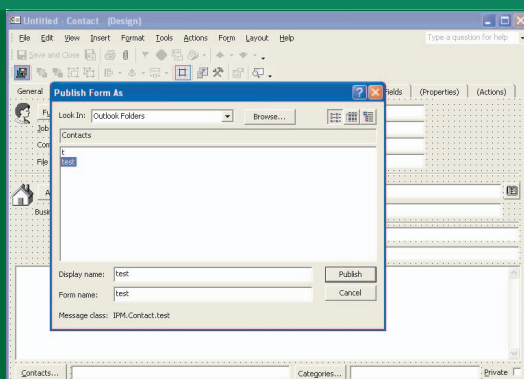 Untitled - Contact (Design)
File Edit View Insert Format Tools Actions Form Layout Help
Type a question for help
Save and Close
General
(Properties)
(Actions)
Publish Form As
Look In:
Outlook Folders
Browse...
Contacts
t
test
Job
File
Display name:
test
Publish
Form name:
test
Cancel
Message class: IPM.Contact.test
Contacts...
Categories...
Private